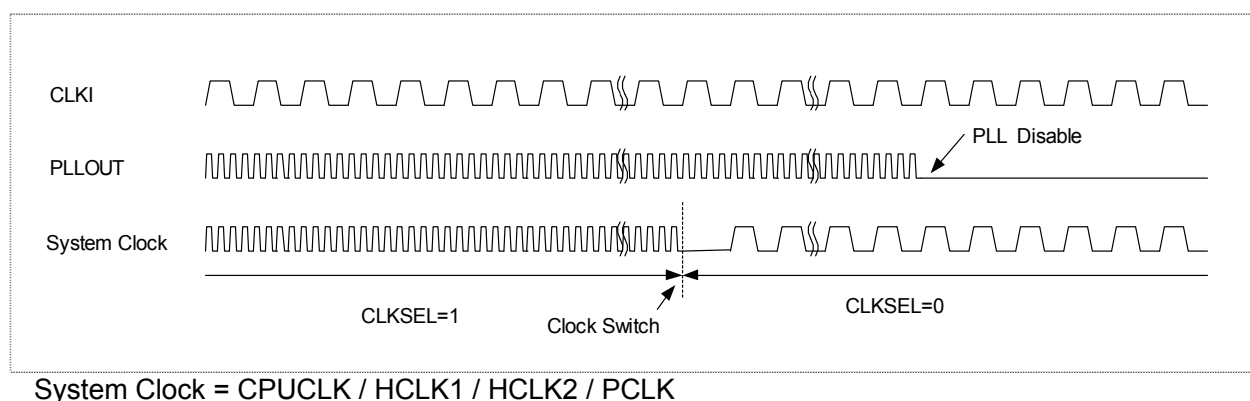 CLKI
PLL Disable
PLLOUT
System Clock
CLKSEL=1
Clock Switch
CLKSEL=0
System Clock = CPUCLK / HCLK1 / HCLK2 / PCLK